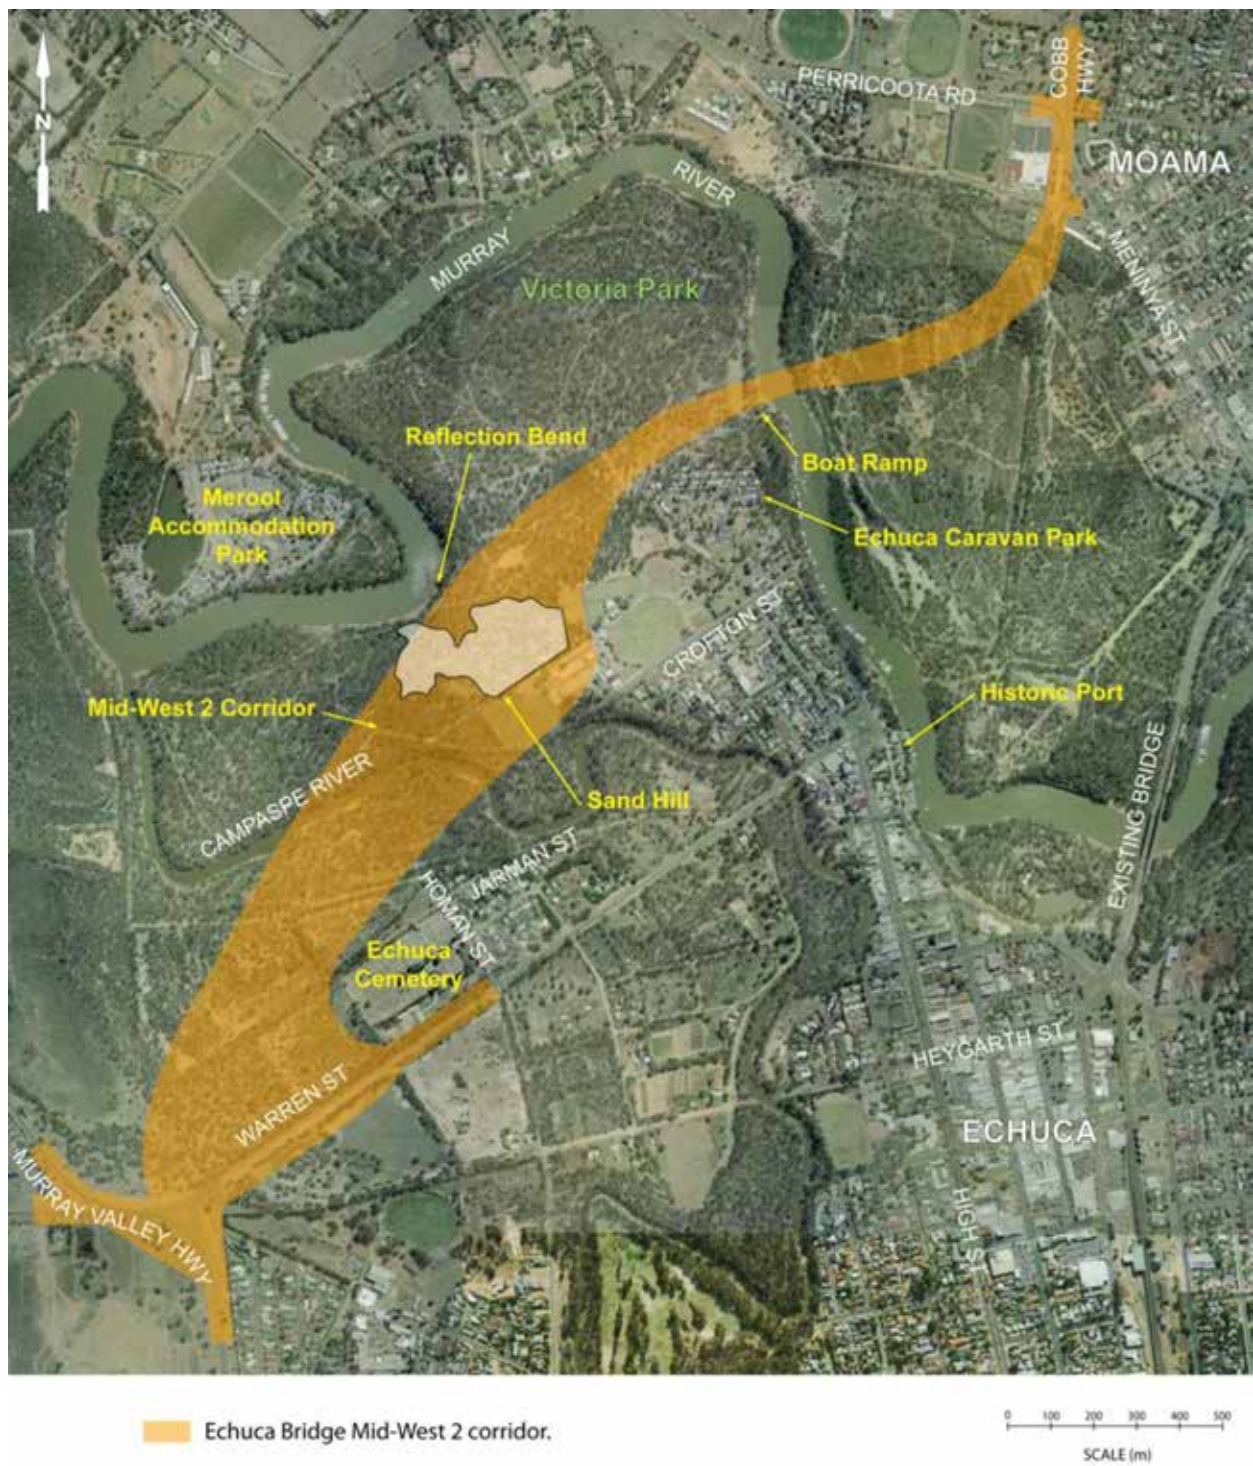 PERRICOOTA RD
COBB
HWY
MOAMA
N
RIVER
MURRAY
MENINYA ST
Victoria Park
Reflection Bend
Boat Ramp
Merool
Accommodation
Park
Echuca Caravan Park
CROFTON ST
Historic Port
Mid-West 2 Corridor
EXISTING BRIDGE
CAMPASPE RIVER
Sand Hill
JARMAN ST
HOMAN ST
Echuca
Cemetery
HEYGARTH ST
WARREN ST
ECHUCA
MURRAY VALLEY HWY
HIGH ST
Echuca Bridge Mid-West 2 corridor.
0 100 200 300 400 500
SCALE (m)